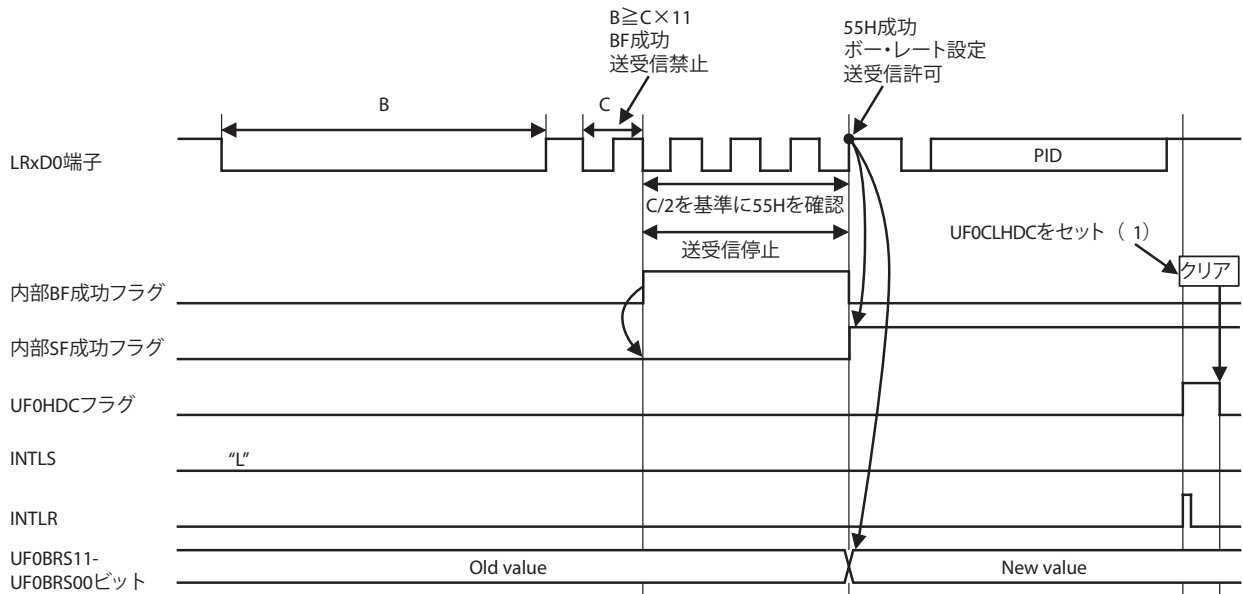 B≧C×11
BF成功
送受信禁止
55H成功
ボー・レート設定
送受信許可
B
C
LRxD0端子
PID
C/2を基準に55Hを確認
送受信停止
UF0CLHDCをセット（ 1）
クリア
内部BF成功フラグ
内部SF成功フラグ
UF0HDCフラグ
INTLS
“L”
INTLR
UF0BRS11-
UF0BRS00ビット
Old value
New value